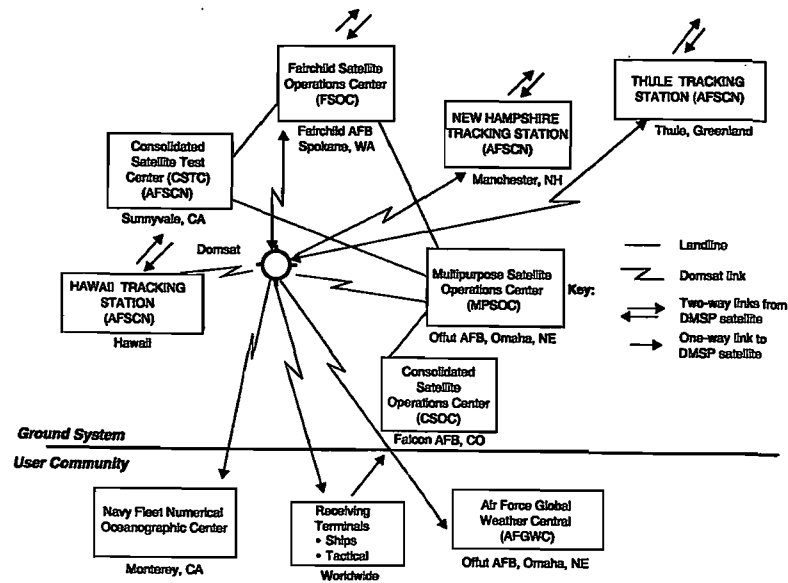 Fairchild Satellite
Operations Center
(FSOC)
Fairchild AFB
Spokane, WA
THULE TRACKING
STATION (AFSCN)
Thule, Greenland
NEW HAMPSHIRE
TRACKING STATION
(AFSCN)
Manchester, NH
Consolidated
Satellite Test
Center (CSTC)
(AFSCN)
Sunnyvale, CA
Domsat
HAWAII TRACKING
STATION
(AFSCN)
Hawaii
Multipurpose Satellite
Operations Center
(MPSOC)
Offut AFB, Omaha, NE
Key:
Landline
Domsat link
Two-way links from
DMSP satellite
One-way link to
DMSP satellite
Consolidated
Satellite
Operations Center
(CSOC)
Falcon AFB, CO
Ground System
User Community
Navy Fleet Numerical
Oceanographic Center
Monterey, CA
Receiving
Terminals
• Ships
• Tactical
Worldwide
Air Force Global
Weather Central
(AFGWC)
Offut AFB, Omaha, NE